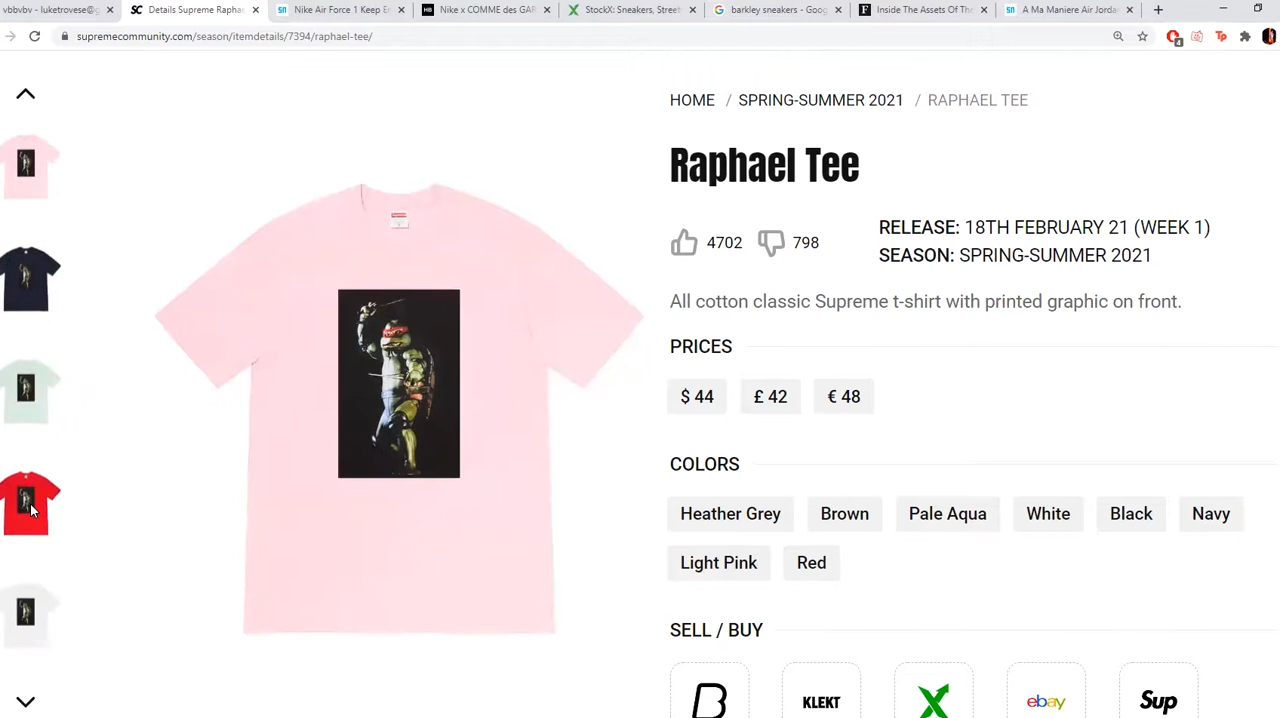 vbbvbv - luketrovese@g
Details Supreme Rapha
Nike Air Force 1 Keep E
Nike x COMME des GAR
StockX: Sneakers, Street
barkley sneakers - Goog
Inside The Assets Of Th
A Ma Maniere Air Jordan
supremecommunity.com/season/itemdetails/7394/raphael-tee/
HOME / SPRING-SUMMER 2021 / RAPHAEL TEE
Raphael Tee
4702 798
RELEASE: 18TH FEBRUARY 21 (WEEK 1)
SEASON: SPRING-SUMMER 2021
All cotton classic Supreme t-shirt with printed graphic on front.
PRICES
$ 44 £ 42 € 48
COLORS
Heather Grey Brown Pale Aqua White Black Navy
Light Pink Red
SELL / BUY
KLEKT ebay Sup